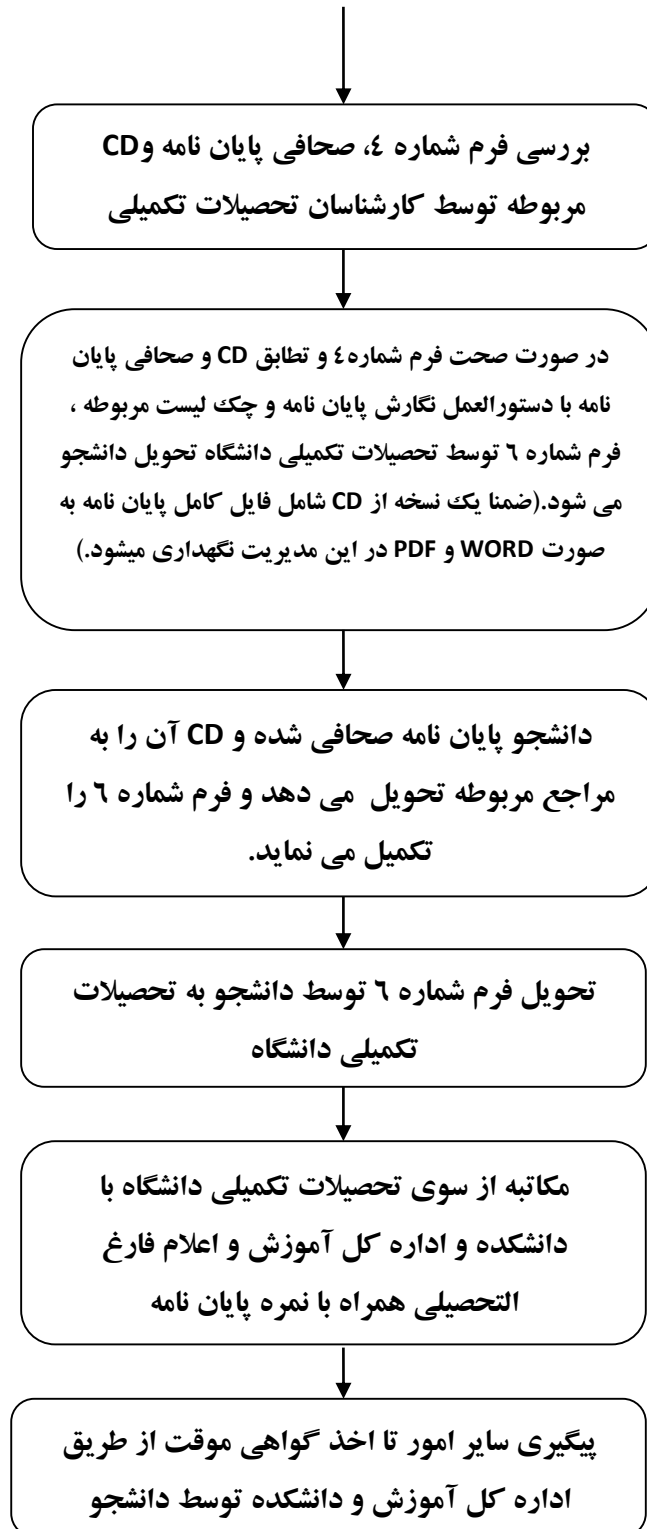 بررسی فرم شماره ٤، صحافی پایان نامه وCD
مربوطه توسط کارشناسان تحصیلات تکمیلی
در صورت صحت فرم شماره٤ و تطابق CD و صحافی پایان
نامه با دستورالعمل نگارش پایان نامه و چک لیست مربوطه ،
فرم شماره ٦ توسط تحصیلات تکمیلی دانشگاه تحویل دانشجو
می شود.(ضمنا یک نسخه از CD شامل فایل کامل پایان نامه به
صورت WORD و PDF در این مدیریت نگهداری میشود.)
دانشجو پایان نامه صحافی شده و CD آن را به
مراجع مربوطه تحویل می دهد و فرم شماره ٦ را
تکمیل می نماید.
تحویل فرم شماره ٦ توسط دانشجو به تحصیلات
تکمیلی دانشگاه
مکاتبه از سوی تحصیلات تکمیلی دانشگاه با
دانشکده و اداره کل آموزش و اعلام فارغ
التحصیلی همراه با نمره پایان نامه
پیگیری سایر امور تا اخذ گواهی موقت از طریق
اداره کل آموزش و دانشکده توسط دانشجو